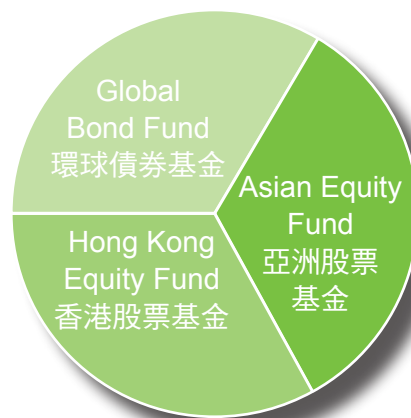 Global
Bond Fund
環球債券基金
Asian Equity
Fund
亞洲股票
基金
Hong Kong
Equity Fund
香港股票基金